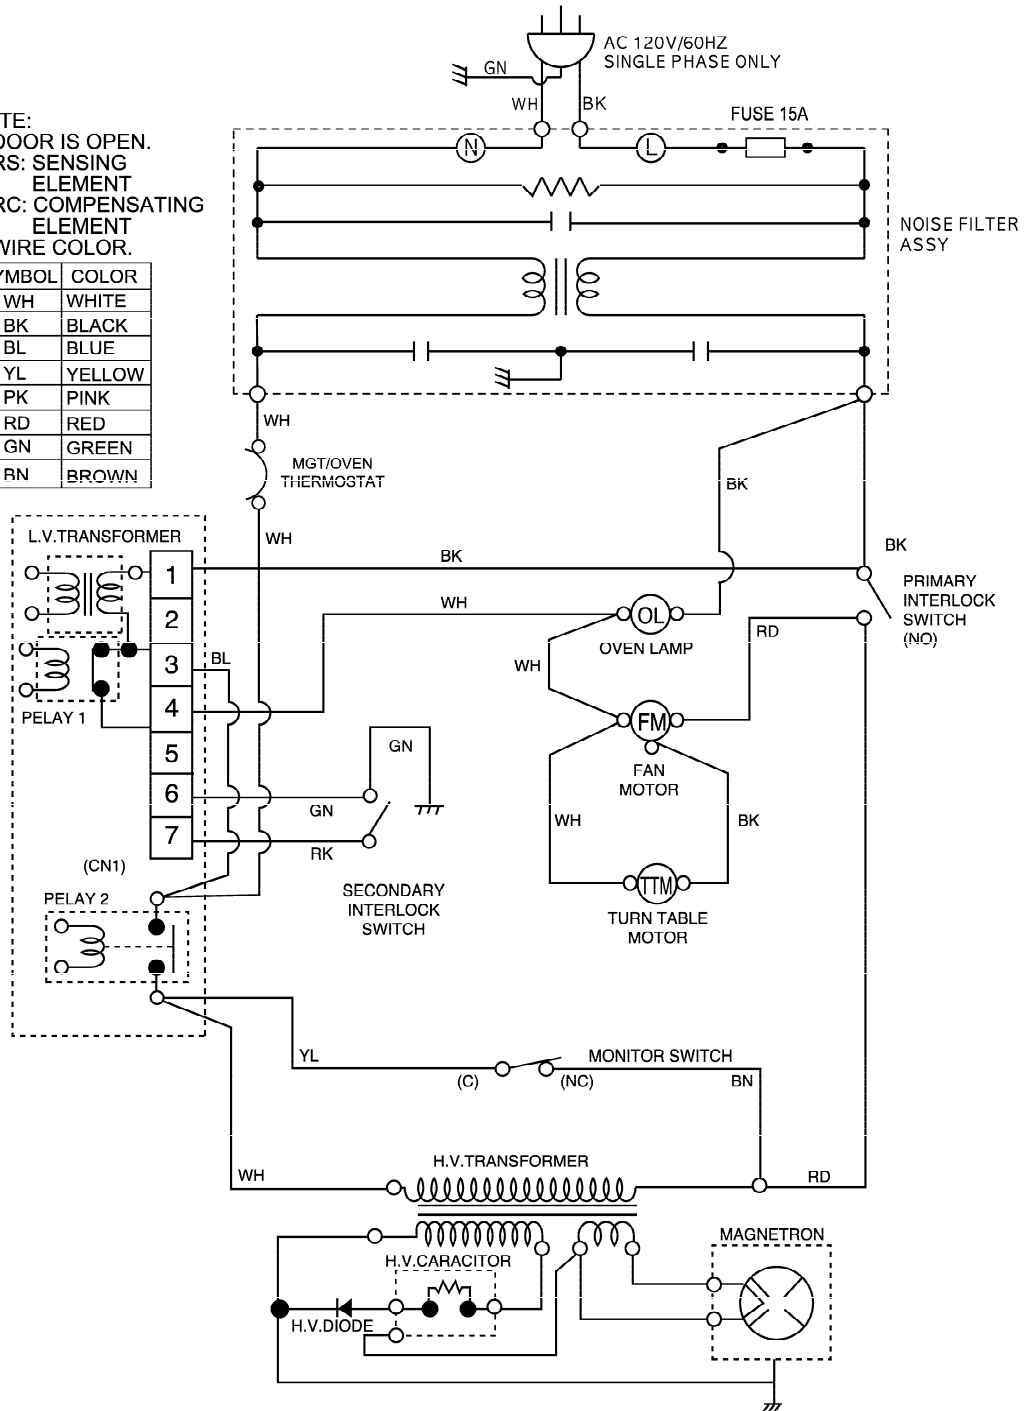 AC 120V/60HZ
SINGLE PHASE ONLY
GN
WH
BK
FUSE 15A
TE:
DOOR IS OPEN.
RS: SENSING
ELEMENT
RC: COMPENSATING
ELEMENT
WIRE COLOR.
YMBOL COLOR
WH WHITE
BK BLACK
BL BLUE
YL YELLOW
PK PINK
RD RED
GN GREEN
BN BROWN
N
L
NOISE FILTER
ASSY
WH
MGT/OVEN
THERMOSTAT
BK
WH
BK
L.V.TRANSFORMER
1
2
3
4
5
6
7
BK
PRIMARY
INTERLOCK
SWITCH
(NO)
WH
OL
OVEN LAMP
RD
BL
WH
PELAY 1
FM
FAN
MOTOR
GN
GN
WH
BK
RK
(CN1)
SECONDARY
INTERLOCK
SWITCH
TTM
TURN TABLE
MOTOR
PELAY 2
YL
MONITOR SWITCH
(C)
(NC)
BN
H.V.TRANSFORMER
WH
RD
MAGNETRON
H.V.CARACITOR
H.V.DIODE